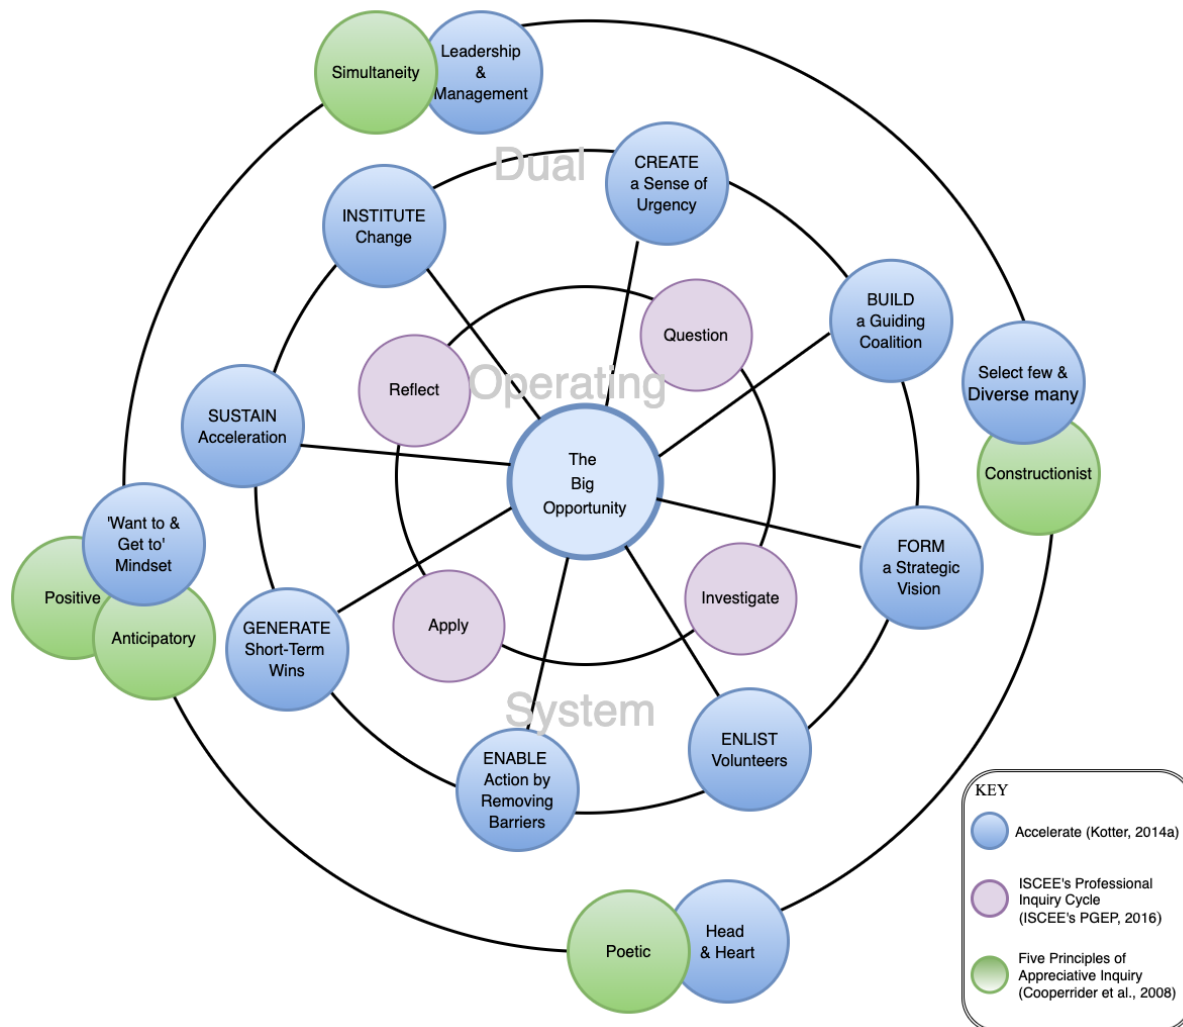 Simultaneity
Leadership
&
Management
Dual
CREATE
a Sense of
Urgency
INSTITUTE
Change
BUILD
a Guiding
Coalition
Question
Reflect
Operating
Select few &
Diverse many
Constructionist
SUSTAIN
Acceleration
The
Big
Opportunity
'Want to &
Get to'
Mindset
Positive
Anticipatory
FORM
a Strategic
Vision
Investigate
Apply
GENERATE
Short-Term
Wins
System
ENLIST
Volunteers
ENABLE
Action by
Removing
Barriers
Poetic
Head
& Heart
KEY
Accelerate (Kotter, 2014a)
ISCEE's Professional
Inquiry Cycle
(ISCEE's PGEP, 2016)
Five Principles of
Appreciative Inquiry
(Cooperrider et al., 2008)